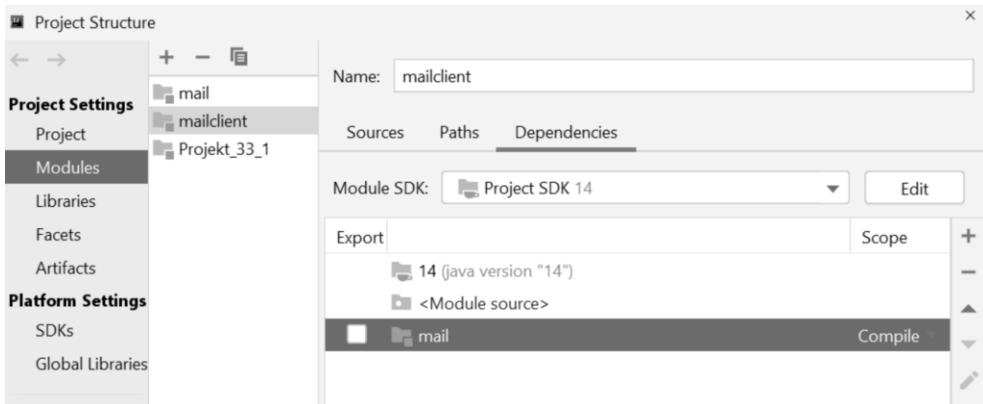 Project Structure
Project Settings
Project
Modules
Libraries
Facets
Artifacts
Platform Settings
SDKs
Global Libraries
mail
mailclient
Projekt_33_1
Name: mailclient
Sources Paths Dependencies
Module SDK: Project SDK 14 Edit
Export Scope
14 (java version "14")
<Module source>
mail Compile